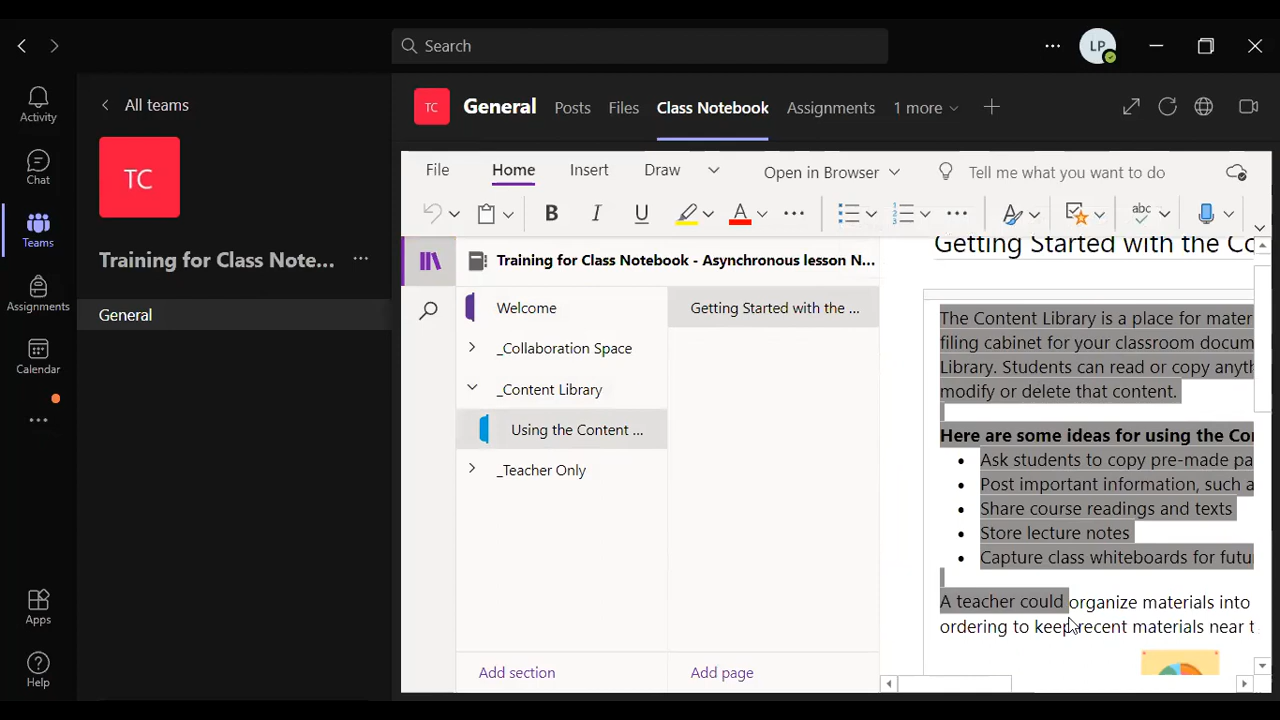 Search
LP
Activity
Chat
Teams
Assignments
Calendar
Apps
Help
All teams
TC
Training for Class Note...
General
TC
General
Posts
Files
Class Notebook
Assignments
1 more
File
Home
Insert
Draw
Open in Browser
Tell me what you want to do
B
I
U
A
A
abc
Training for Class Notebook - Asynchronous lesson N...
Welcome
_Collaboration Space
_Content Library
Using the Content ...
_Teacher Only
Add section
Getting Started with the ...
Add page
Getting Started with the Co
The Content Library is a place for mater
filing cabinet for your classroom docum
Library. Students can read or copy anyth
modify or delete that content.
Here are some ideas for using the Con
Ask students to copy pre-made pa
Post important information, such a
Share course readings and texts
Store lecture notes
Capture class whiteboards for futu
A teacher could organize materials into
ordering to keep recent materials near t